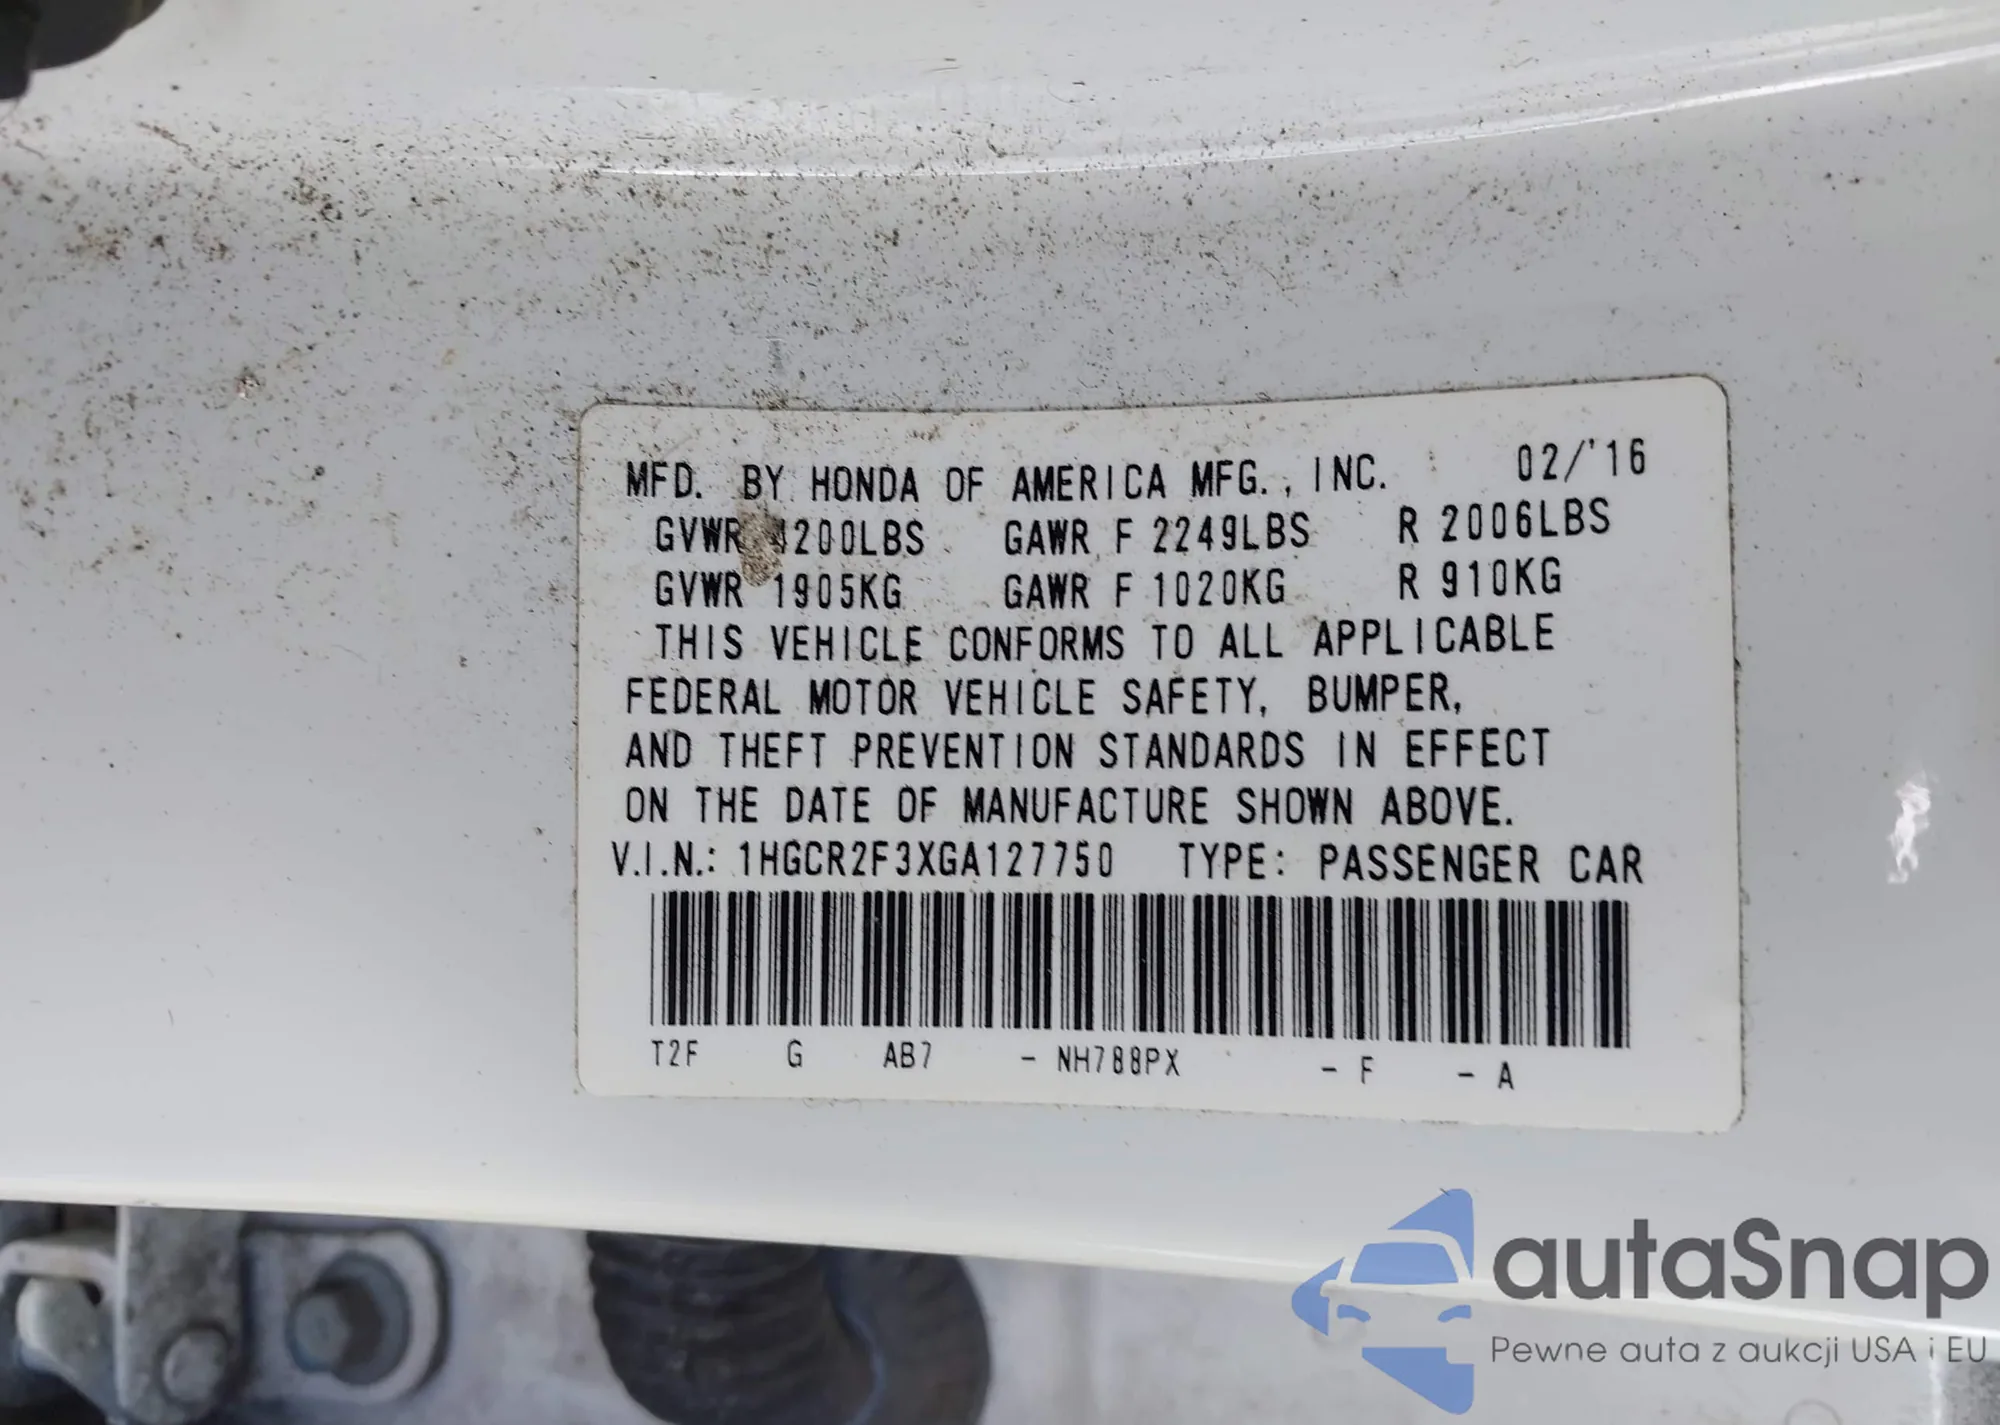 MFD. BY HONDA OF AMERICA MFG., INC. 02/'16
GVWR 4200LBS GAWR F 2249LBS R 2006LBS
GVWR 1905KG GAWR F 1020KG R 910KG
THIS VEHICLE CONFORMS TO ALL APPLICABLE
FEDERAL MOTOR VEHICLE SAFETY, BUMPER,
AND THEFT PREVENTION STANDARDS IN EFFECT
ON THE DATE OF MANUFACTURE SHOWN ABOVE.
V.I.N.: 1HGCR2F3XGA127750 TYPE: PASSENGER CAR
T2F G AB7 - NH788PX - F - A
autaSnap
Pewne auta z aukcji USA i EU